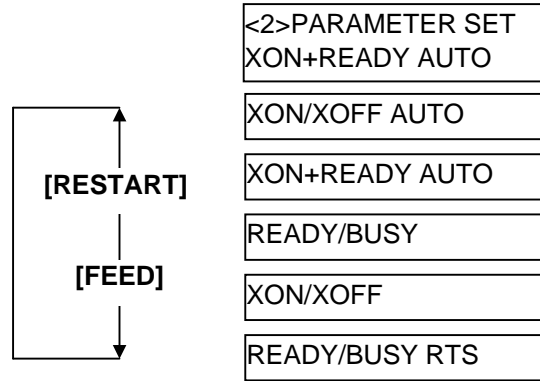 <2>PARAMETER SET
XON+READY AUTO
XON/XOFF AUTO
XON+READY AUTO
[RESTART]
READY/BUSY
[FEED]
XON/XOFF
READY/BUSY RTS